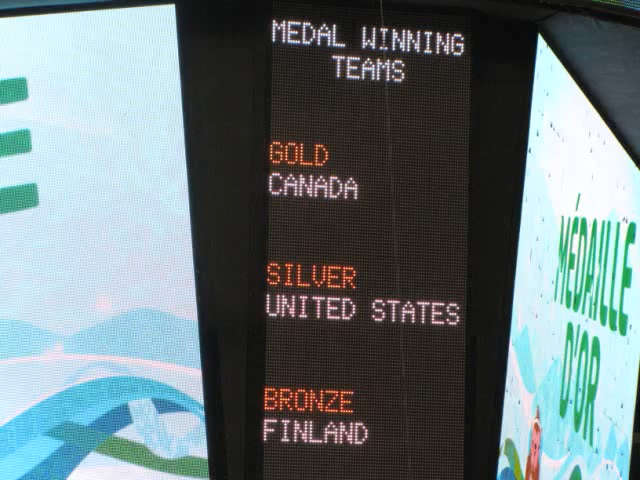 MEDAL WINNING
TEAMS
GOLD
CANADA
SILVER
UNITED STATES
BRONZE
FINLAND
E
MÉDAILLE
D'OR